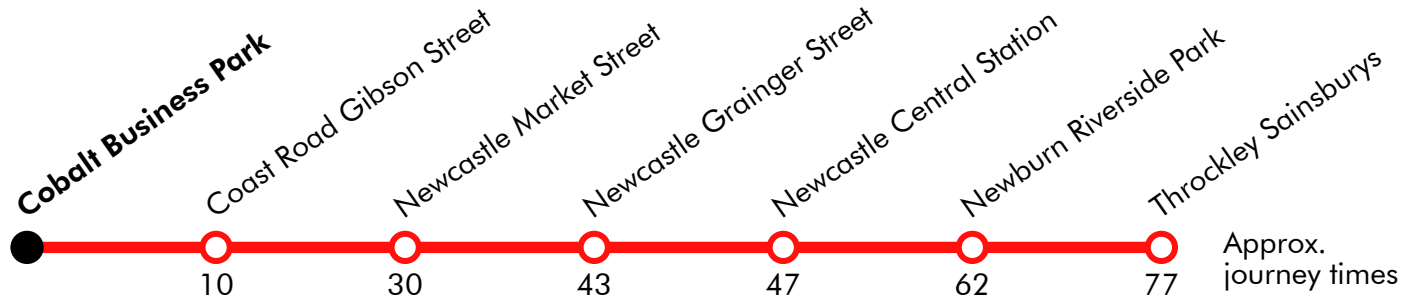 Cobalt Business Park
Coast Road Gibson Street
Newcastle Market Street
Newcastle Grainger Street
Newcastle Central Station
Newburn Riverside Park
Throckley Sainsburys
10
30
43
47
62
77
Approx.
journey times